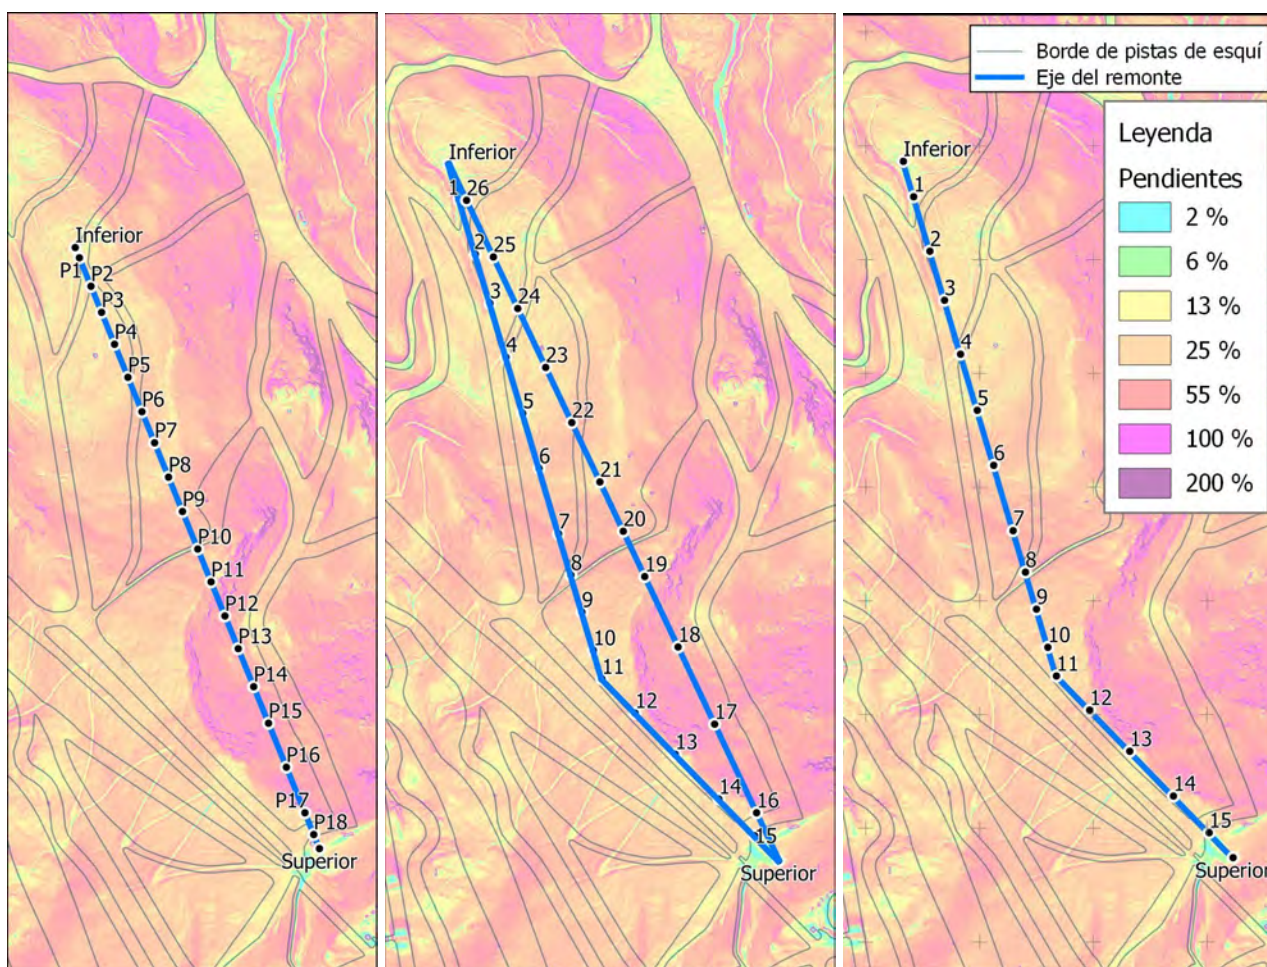 Inferior
P1
P2
P3
P4
P5
P6
P7
P8
P9
P10
P11
P12
P13
P14
P15
P16
P17
P18
Superior
Inferior
1
26
2
25
3
24
4
23
5
22
6
21
7
20
8
19
9
10
18
11
12
17
13
14
16
15
Superior
Borde de pistas de esquí
Eje del remonte
Leyenda
Pendientes
2 %
6 %
13 %
25 %
55 %
100 %
200 %
Inferior
1
2
3
4
5
6
7
8
9
10
11
12
13
14
15
Superior